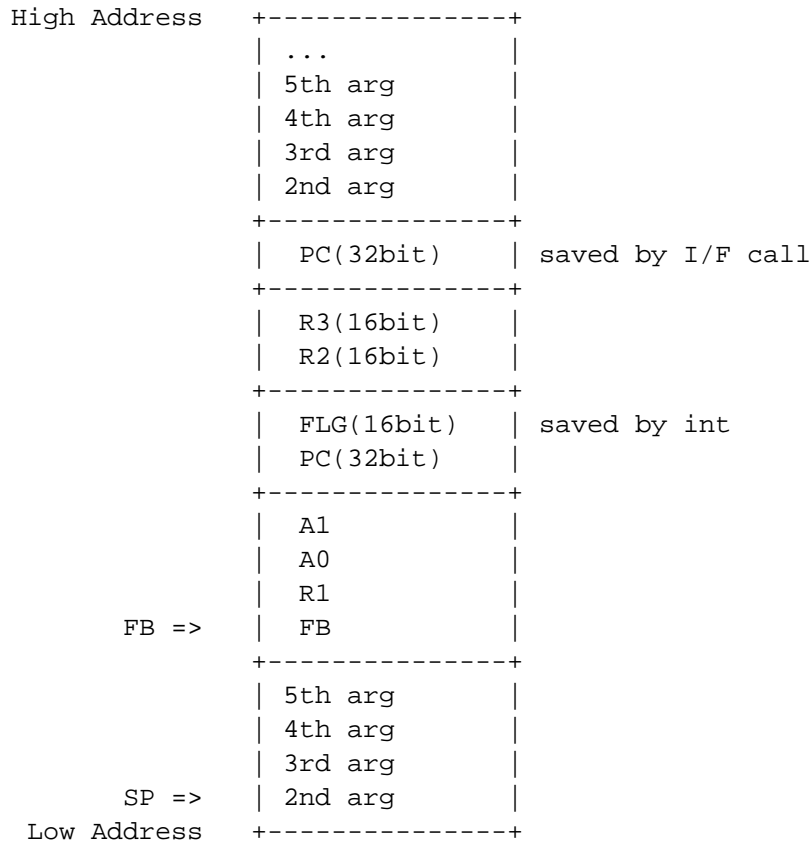 High Address +---------------+
| ... |
| 5th arg |
| 4th arg |
| 3rd arg |
| 2nd arg |
+---------------+
| PC(32bit) | saved by I/F call
+---------------+
| R3(16bit) |
| R2(16bit) |
+---------------+
| FLG(16bit) | saved by int
| PC(32bit) |
+---------------+
| A1 |
| A0 |
| R1 |
FB => | FB |
+---------------+
| 5th arg |
| 4th arg |
| 3rd arg |
SP => | 2nd arg |
Low Address +---------------+